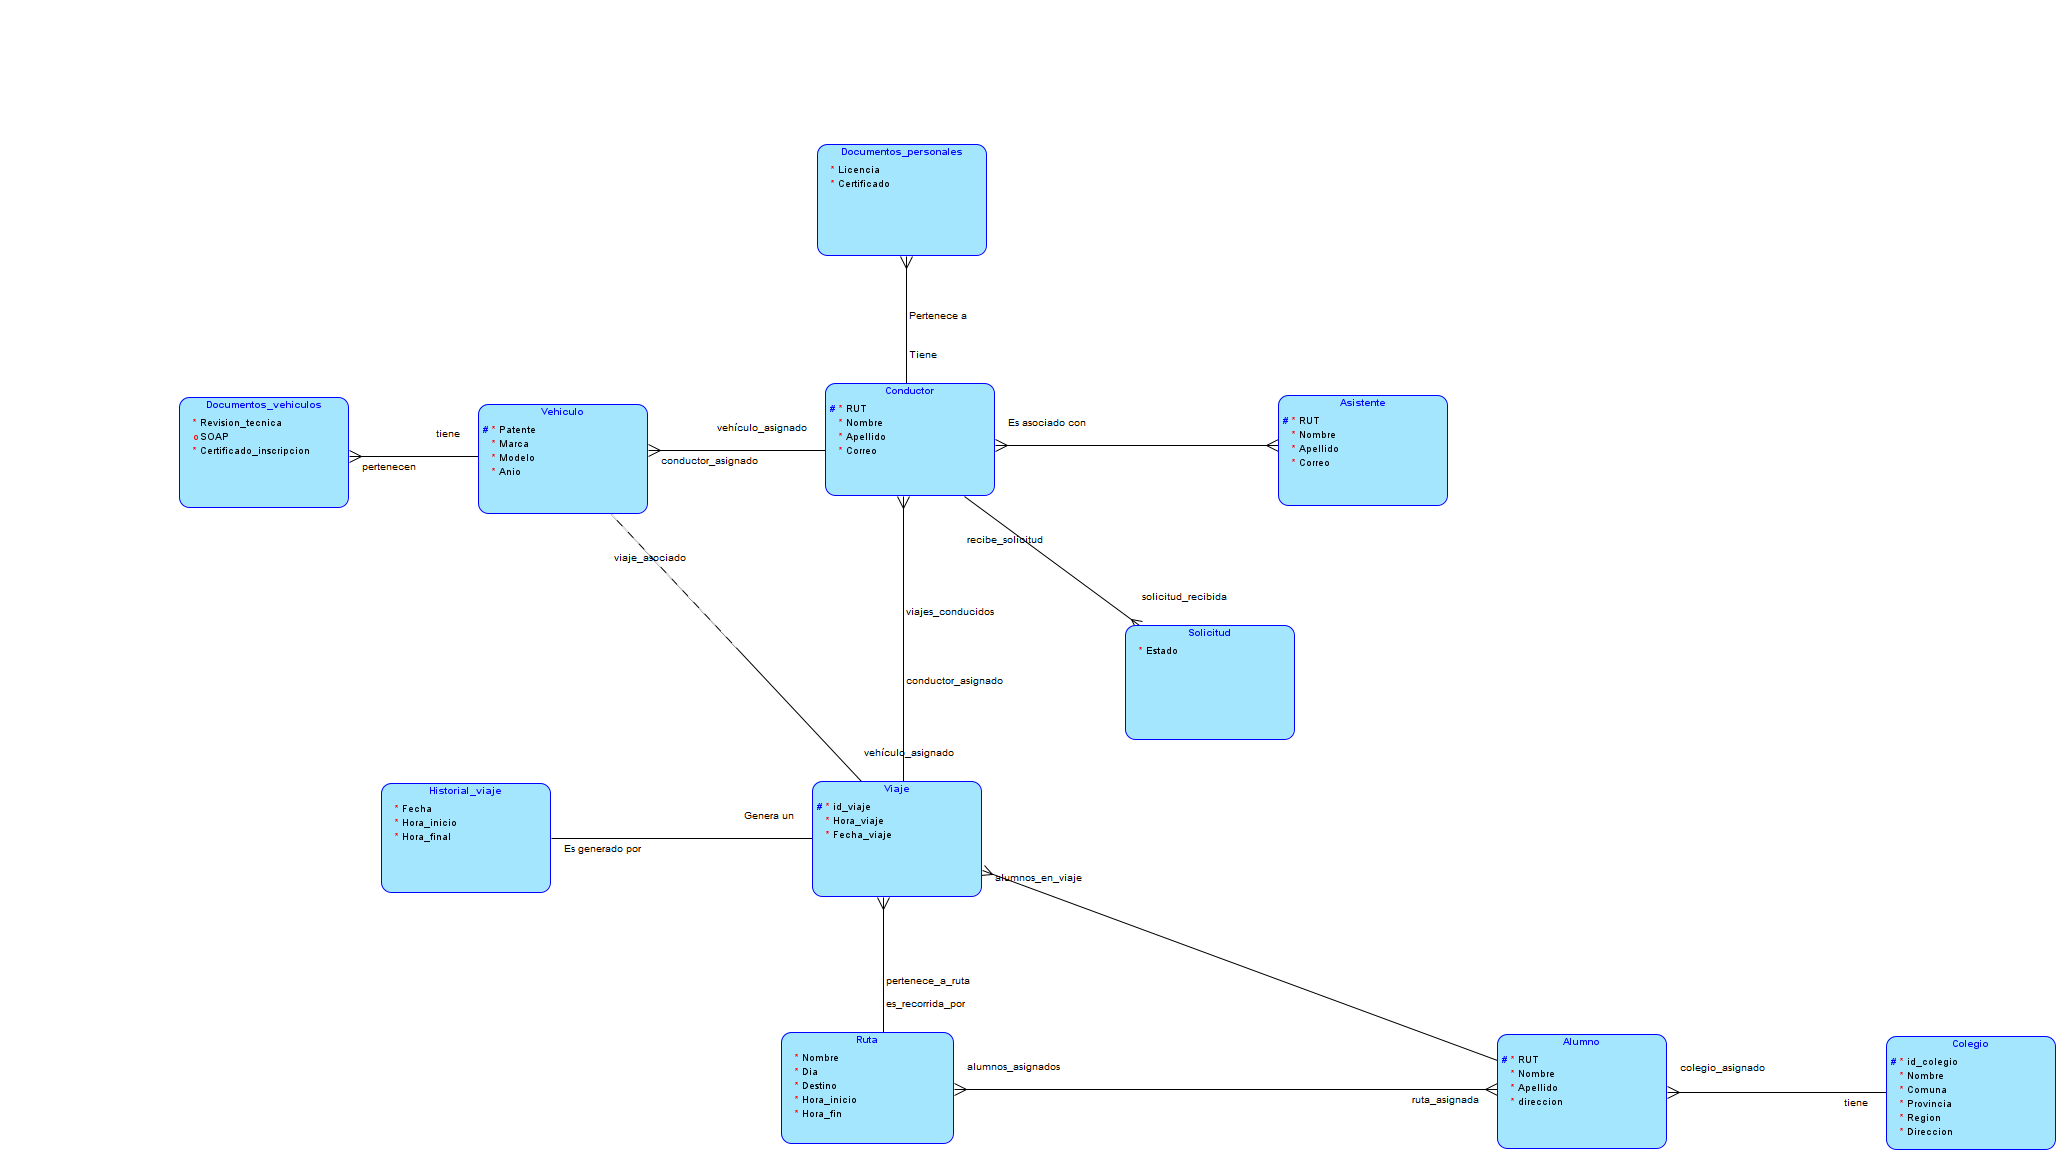 Documentos_personales
* Licencia
* Certificado
Pertenece a
Tiene
Documentos_vehiculos
* Revision_tecnica
o SOAP
* Certificado_inscripcion
tiene
pertenecen
Vehiculo
# * Patente
* Marca
* Modelo
* Anio
vehículo_asignado
conductor_asignado
Conductor
# * RUT
* Nombre
* Apellido
* Correo
Es asociado con
Asistente
# * RUT
* Nombre
* Apellido
* Correo
viaje_asociado
recibe_solicitud
solicitud_recibida
viajes_conducidos
conductor_asignado
vehículo_asignado
Solicitud
* Estado
Historial_viaje
* Fecha
* Hora_inicio
* Hora_final
Genera un
Es generado por
Viaje
# * id_viaje
* Hora_viaje
* Fecha_viaje
alumnos_en_viaje
pertenece_a_ruta
es_recorrida_por
Ruta
* Nombre
* Dia
* Destino
* Hora_inicio
* Hora_fin
alumnos_asignados
ruta_asignada
Alumno
# * RUT
* Nombre
* Apellido
* direccion
colegio_asignado
tiene
Colegio
# * id_colegio
* Nombre
* Comuna
* Provincia
* Region
* Direccion